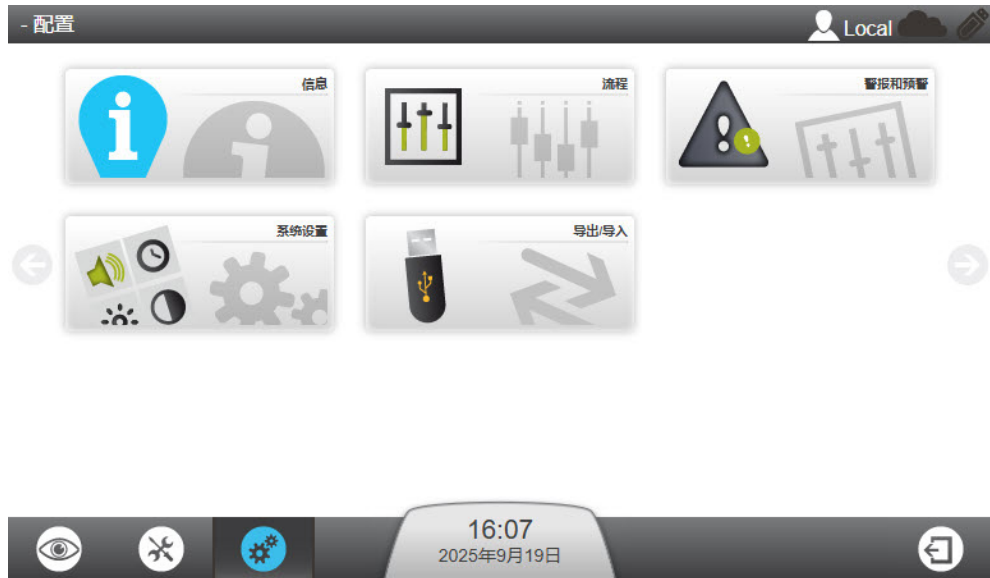 - 配置
Local
信息
流程
警报和预警
系统设置
导出/导入
16:07
2025年9月19日